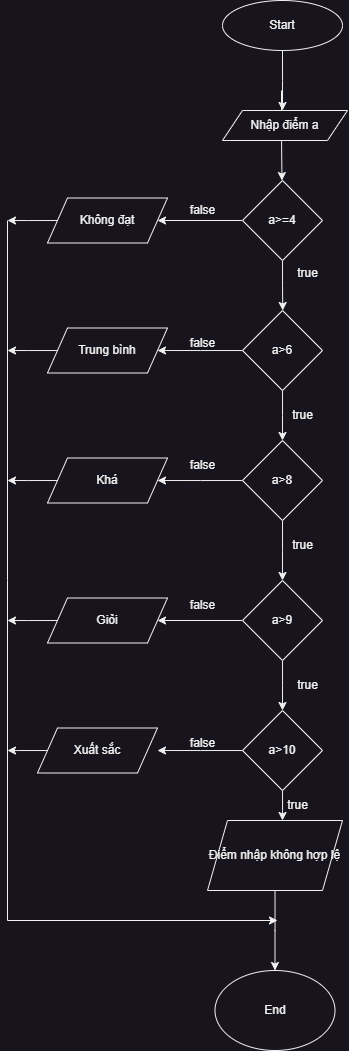 Start
Nhập điểm a
Không đạt
false
a>=4
true
Trung bình
false
a>6
true
Khá
false
a>8
true
Giỏi
false
a>9
true
Xuất sắc
false
a>10
true
Điểm nhập không hợp lệ
End